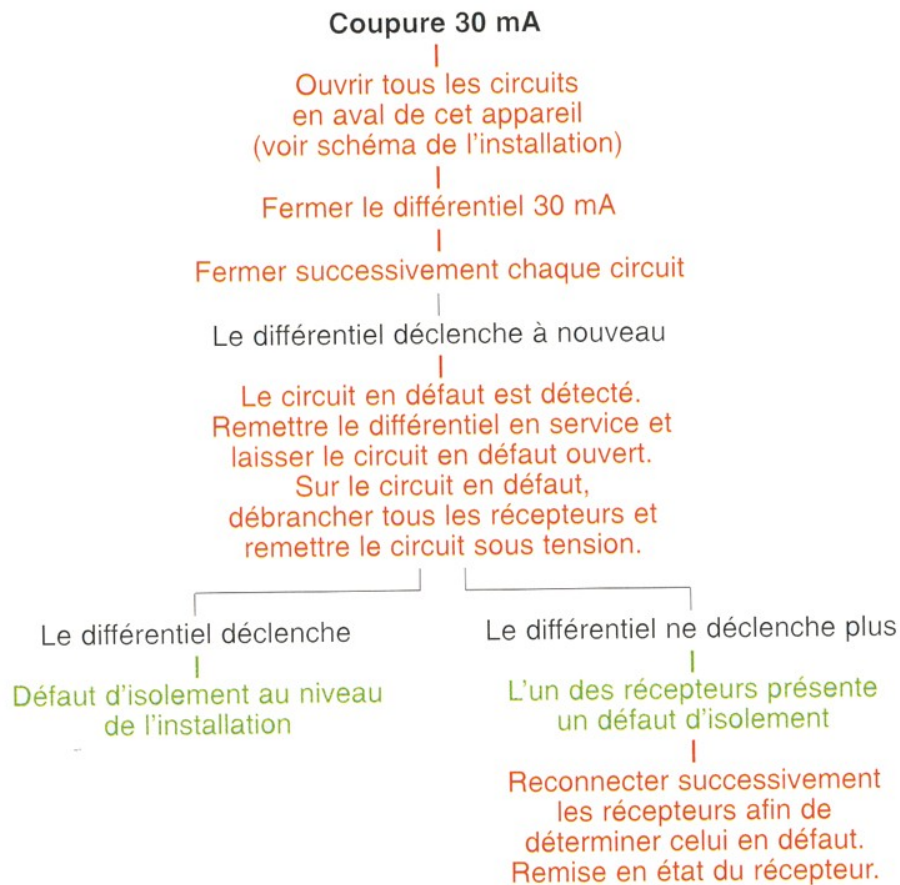 Coupure 30 mA
Ouvrir tous les circuits
en aval de cet appareil
(voir schéma de l'installation)
Fermer le différentiel 30 mA
Fermer successivement chaque circuit
Le différentiel déclenche à nouveau
Le circuit en défaut est détecté.
Remettre le différentiel en service et
laisser le circuit en défaut ouvert.
Sur le circuit en défaut,
débrancher tous les récepteurs et
remettre le circuit sous tension.
Le différentiel déclenche
Défaut d'isolement au niveau
de l'installation
Le différentiel ne déclenche plus
L'un des récepteurs présente
un défaut d'isolement
Reconnecter successivement
les récepteurs afin de
déterminer celui en défaut.
Remise en état du récepteur.